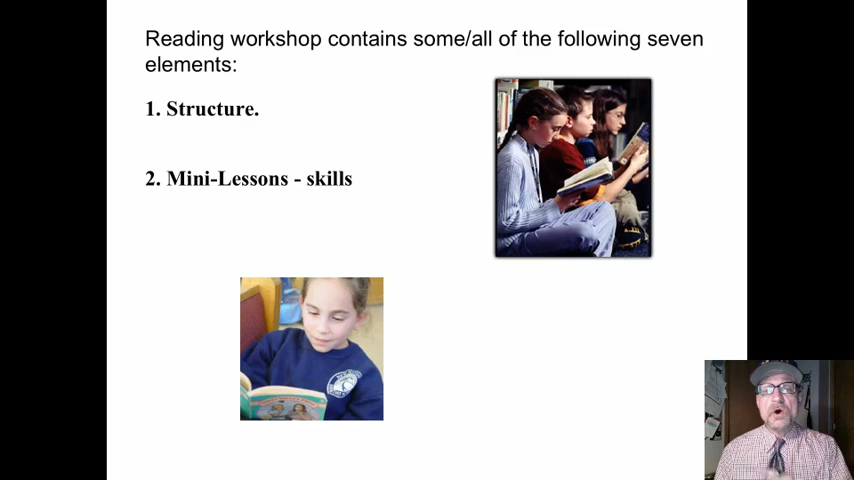 Reading workshop contains some/all of the following seven
elements:
1. Structure.
2. Mini-Lessons - skills